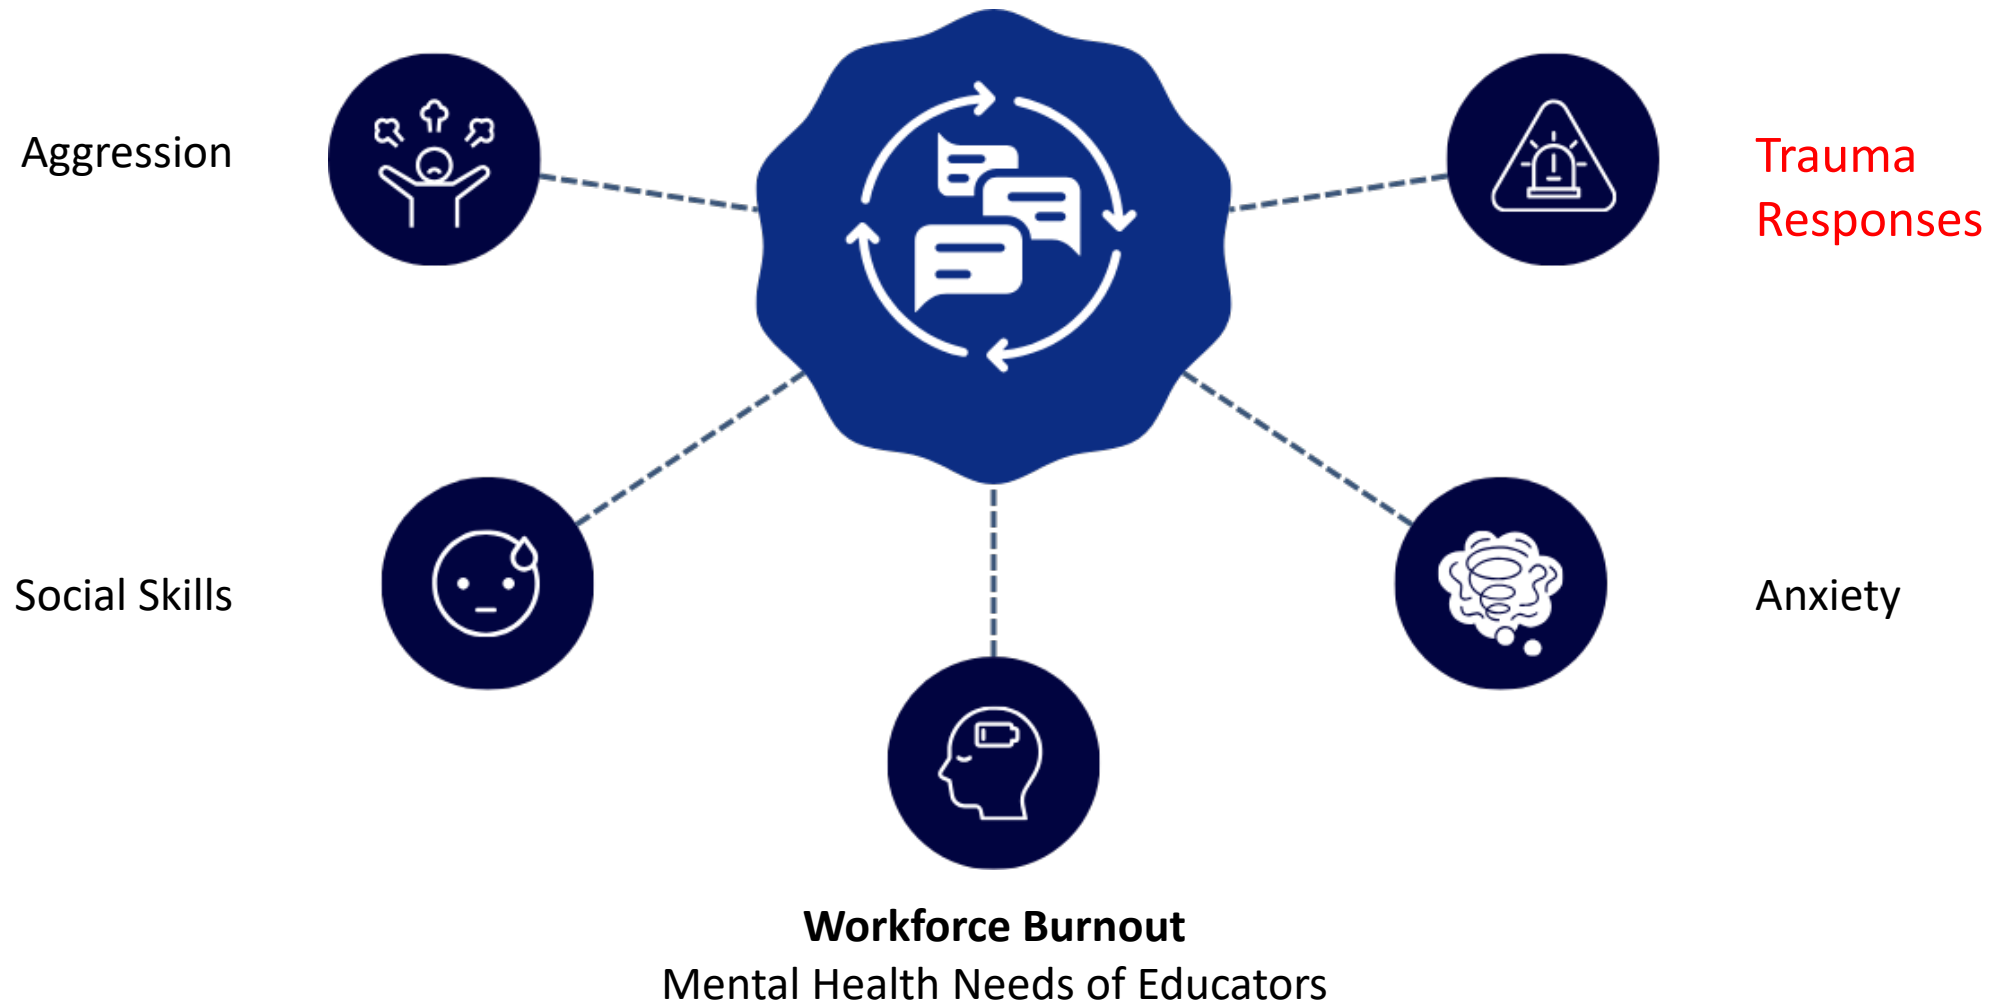 Aggression
Trauma
Responses
Social Skills
Anxiety
Workforce Burnout
Mental Health Needs of Educators